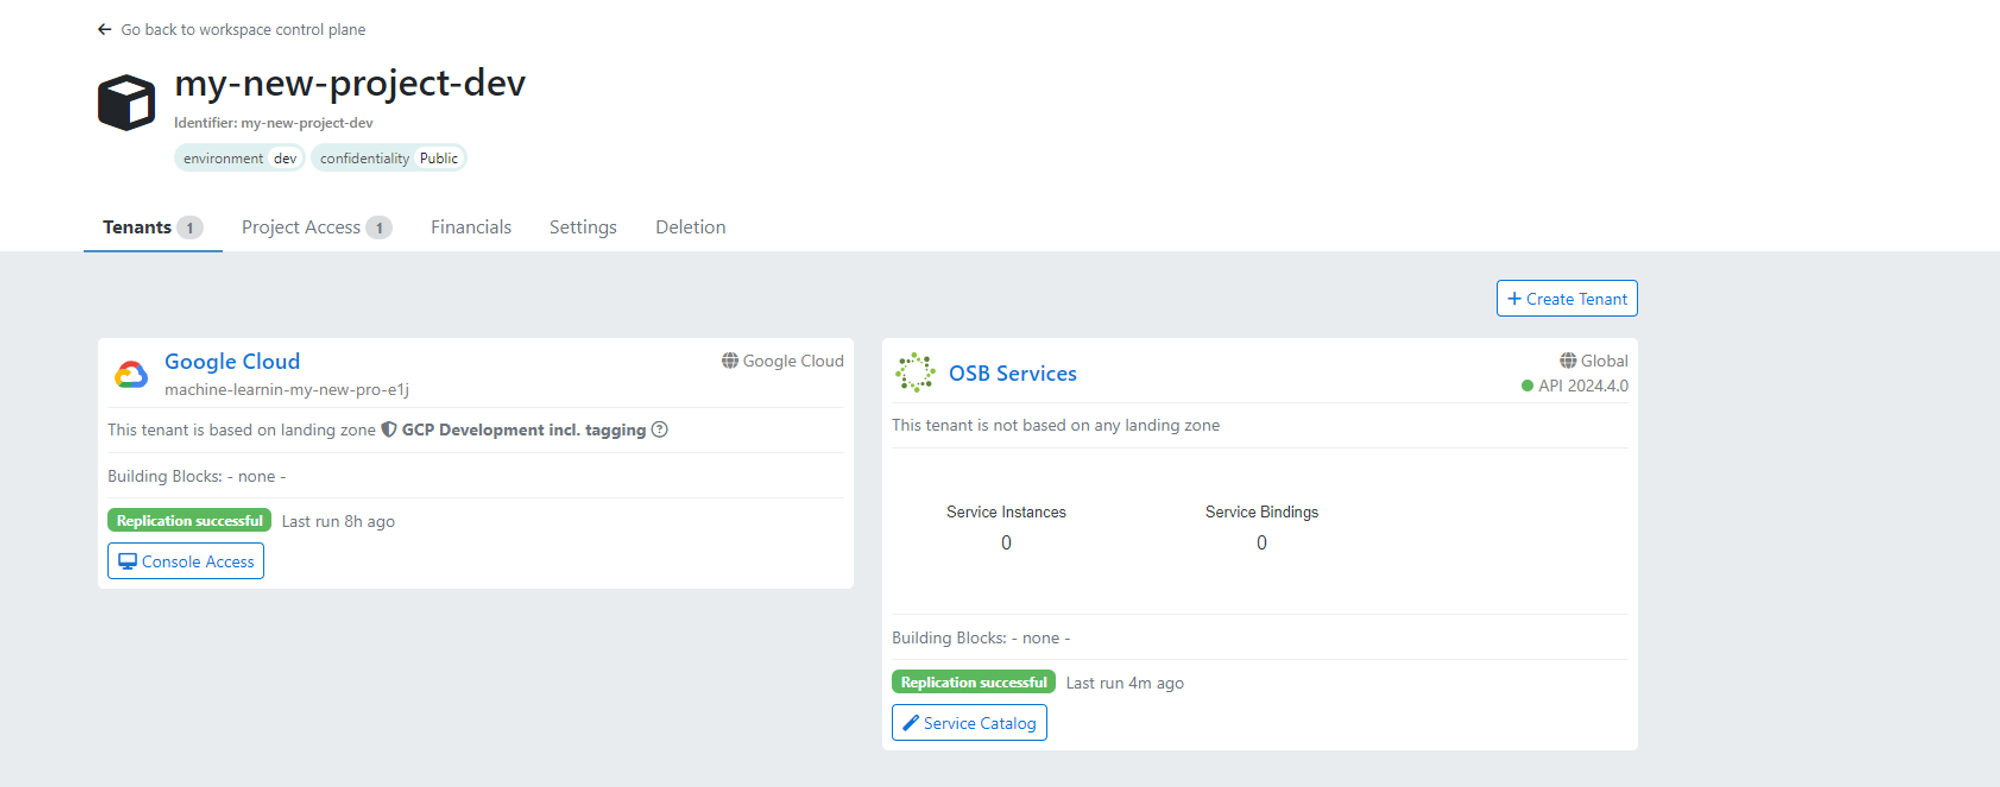 Go back to workspace control plane
my-new-project-dev
Identifier: my-new-project-dev
environment dev confidentiality Public
Tenants 1 Project Access 1 Financials Settings Deletion
+ Create Tenant
Google Cloud
Google Cloud
machine-learnin-my-new-pro-e1j
This tenant is based on landing zone GCP Development incl. tagging ?
Building Blocks: - none -
Replication successful Last run 8h ago
Console Access
OSB Services
Global
API 2024.4.0
This tenant is not based on any landing zone
Service Instances Service Bindings
0 0
Building Blocks: - none -
Replication successful Last run 4m ago
Service Catalog